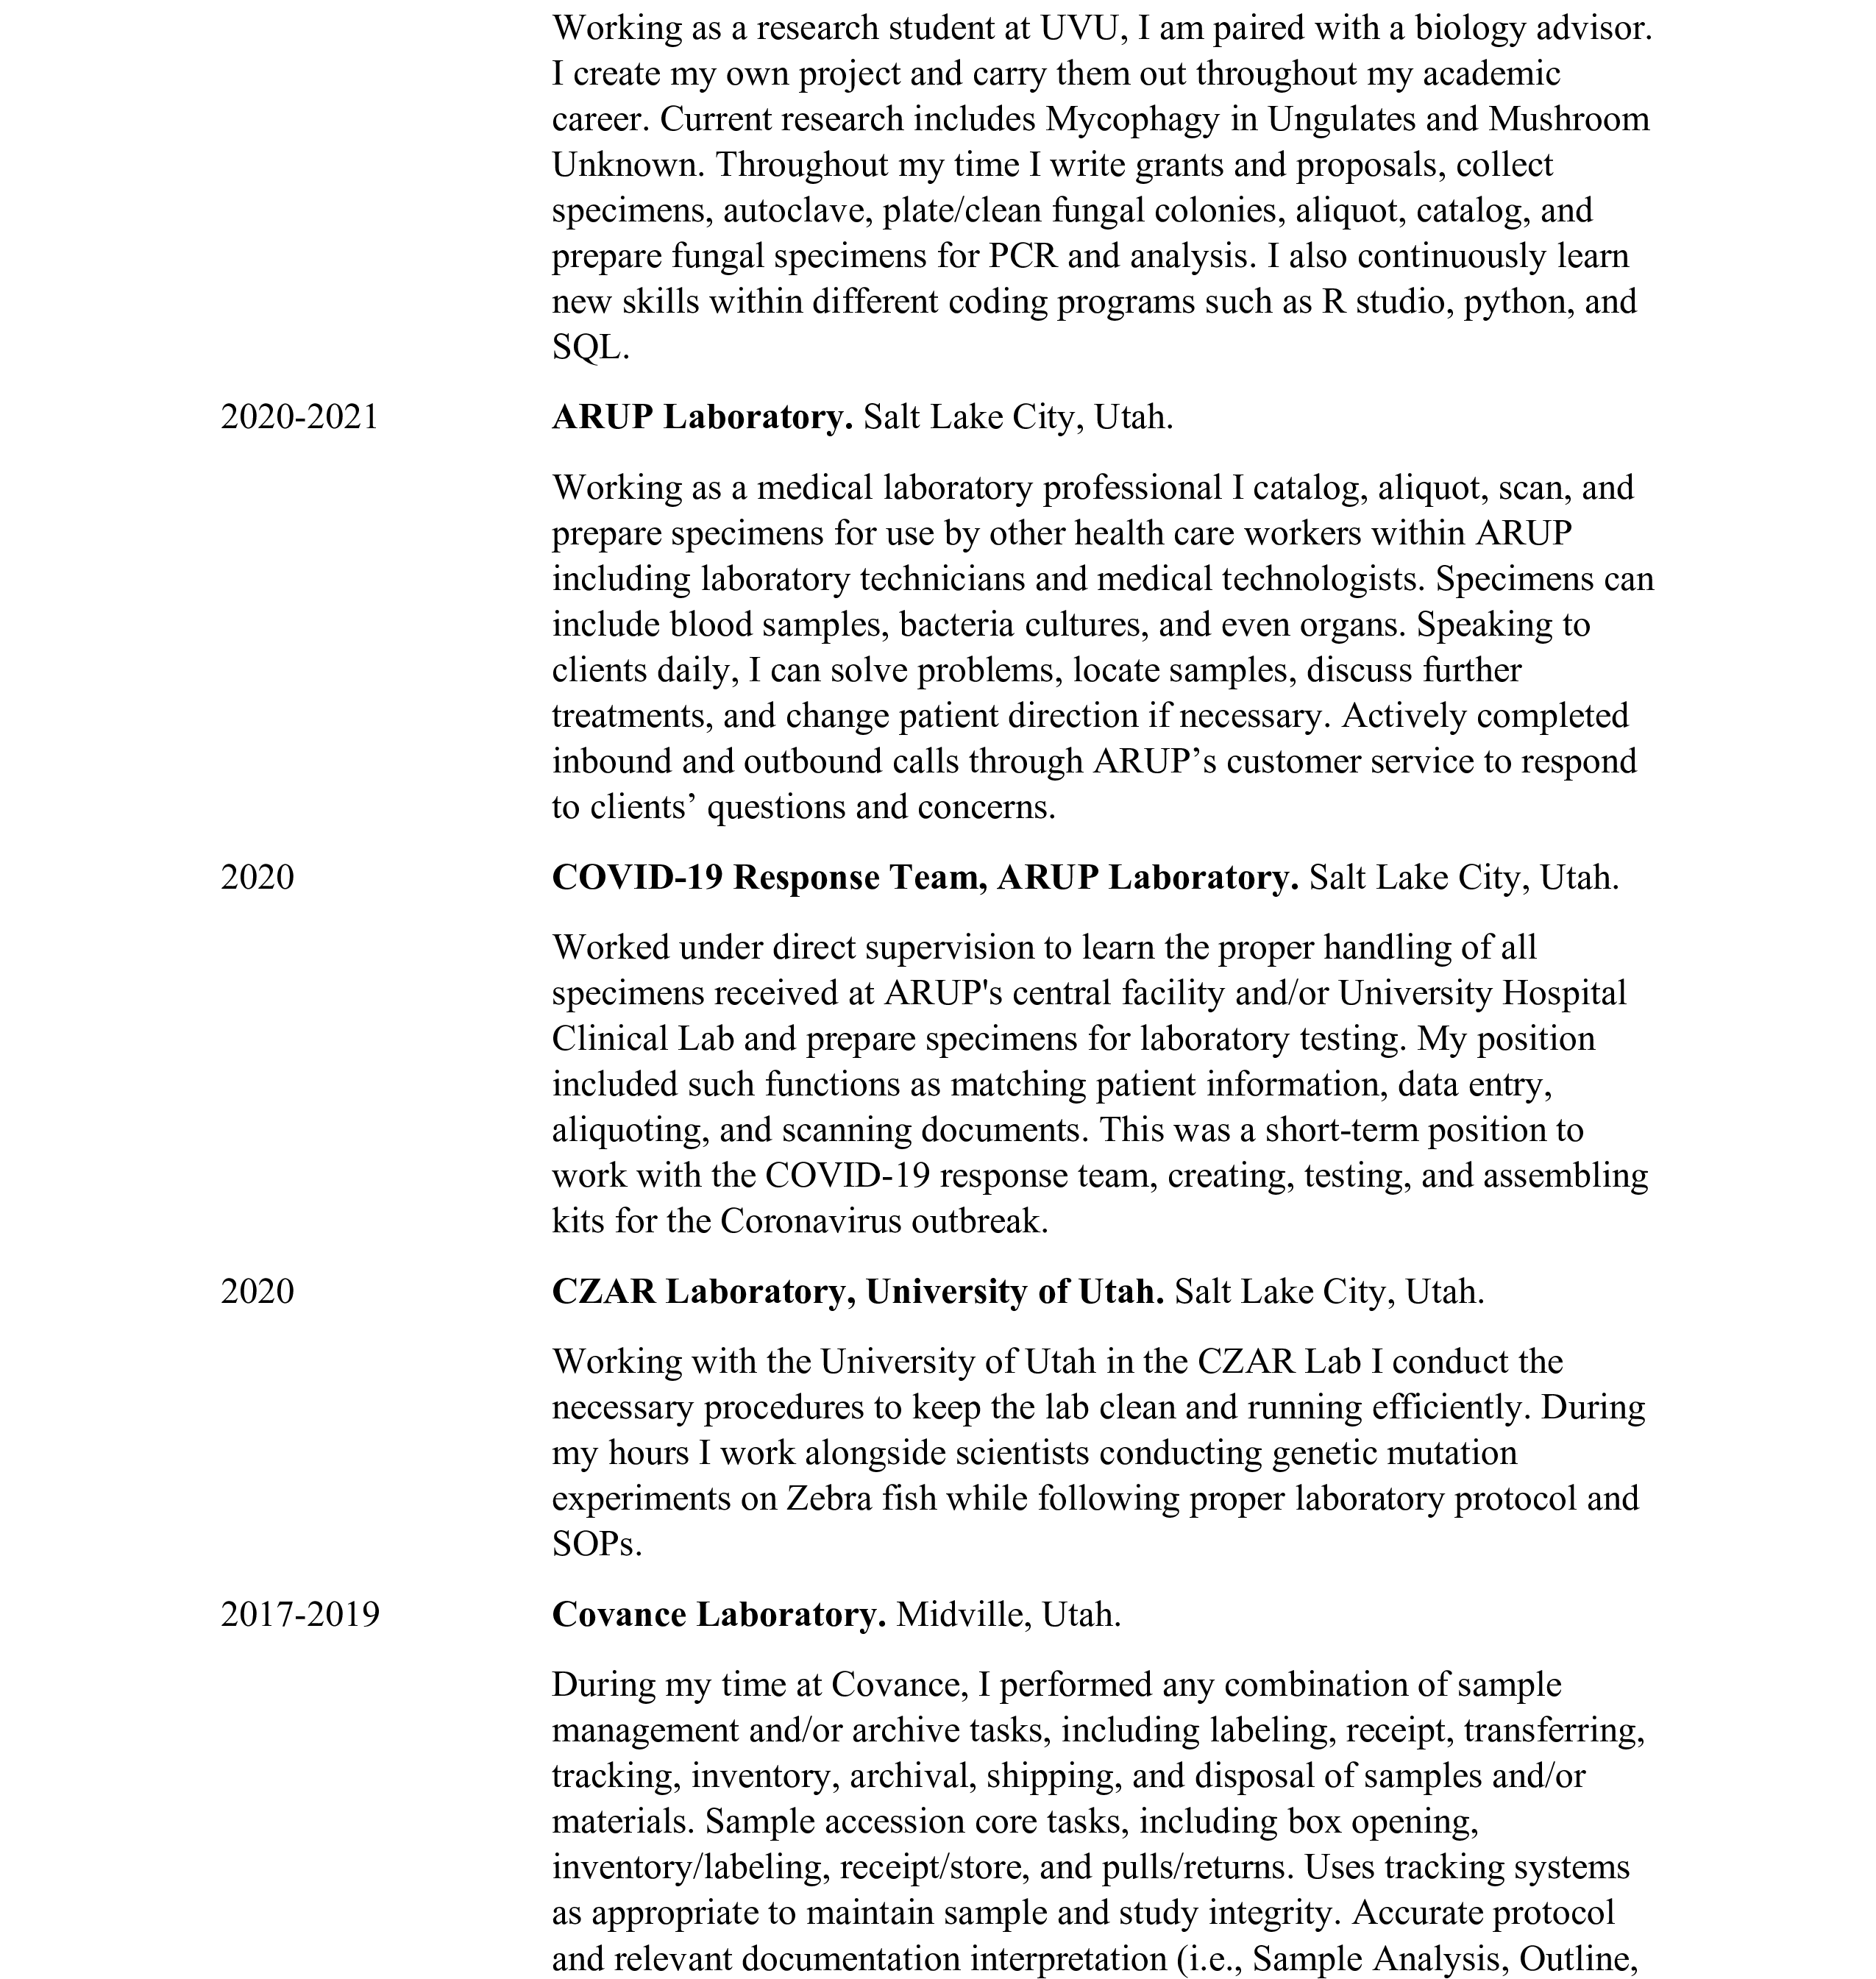 Working as a research student at UVU, I am paired with a biology advisor.
I create my own project and carry them out throughout my academic
career. Current research includes Mycophagy in Ungulates and Mushroom
Unknown. Throughout my time I write grants and proposals, collect
specimens, autoclave, plate/clean fungal colonies, aliquot, catalog, and
prepare fungal specimens for PCR and analysis. I also continuously learn
new skills within different coding programs such as R studio, python, and
SQL.
2020-2021 ARUP Laboratory. Salt Lake City, Utah.
Working as a medical laboratory professional I catalog, aliquot, scan, and
prepare specimens for use by other health care workers within ARUP
including laboratory technicians and medical technologists. Specimens can
include blood samples, bacteria cultures, and even organs. Speaking to
clients daily, I can solve problems, locate samples, discuss further
treatments, and change patient direction if necessary. Actively completed
inbound and outbound calls through ARUP’s customer service to respond
to clients’ questions and concerns.
2020 COVID-19 Response Team, ARUP Laboratory. Salt Lake City, Utah.
Worked under direct supervision to learn the proper handling of all
specimens received at ARUP's central facility and/or University Hospital
Clinical Lab and prepare specimens for laboratory testing. My position
included such functions as matching patient information, data entry,
aliquoting, and scanning documents. This was a short-term position to
work with the COVID-19 response team, creating, testing, and assembling
kits for the Coronavirus outbreak.
2020 CZAR Laboratory, University of Utah. Salt Lake City, Utah.
Working with the University of Utah in the CZAR Lab I conduct the
necessary procedures to keep the lab clean and running efficiently. During
my hours I work alongside scientists conducting genetic mutation
experiments on Zebra fish while following proper laboratory protocol and
SOPs.
2017-2019 Covance Laboratory. Midville, Utah.
During my time at Covance, I performed any combination of sample
management and/or archive tasks, including labeling, receipt, transferring,
tracking, inventory, archival, shipping, and disposal of samples and/or
materials. Sample accession core tasks, including box opening,
inventory/labeling, receipt/store, and pulls/returns. Uses tracking systems
as appropriate to maintain sample and study integrity. Accurate protocol
and relevant documentation interpretation (i.e., Sample Analysis, Outline,